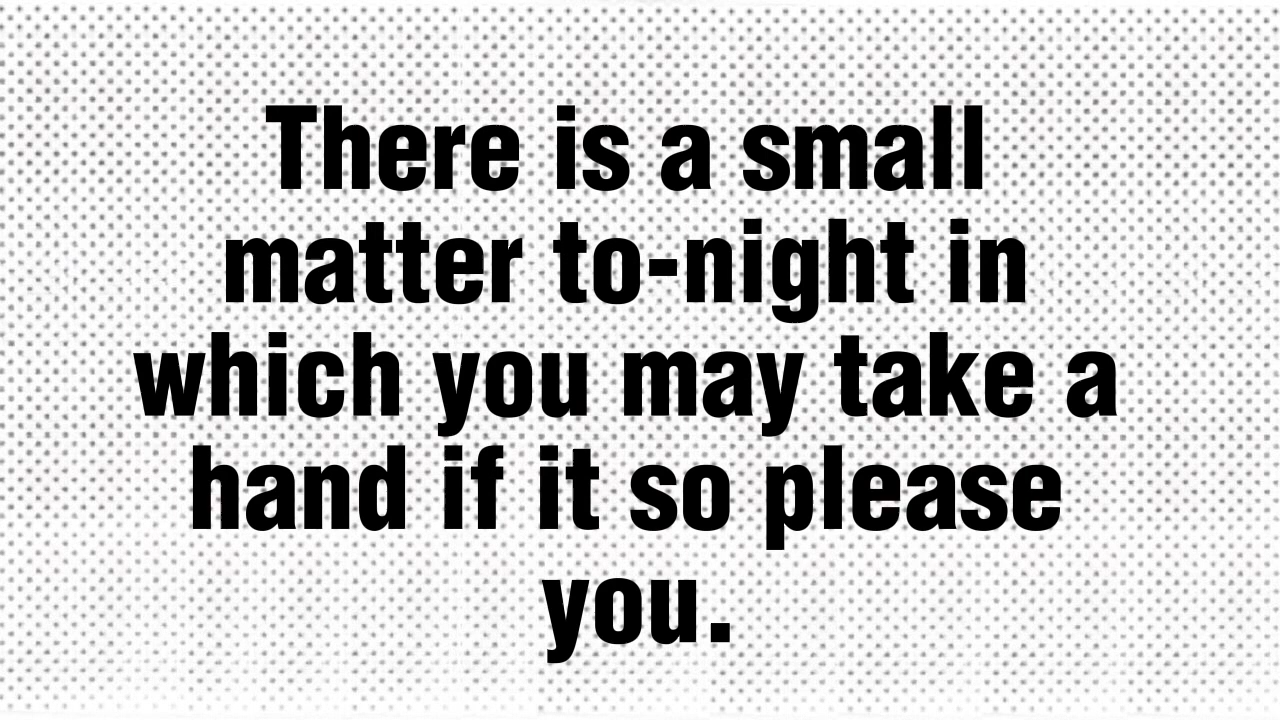 There is a small
matter to-night in
which you may take a
hand if it so please
you.